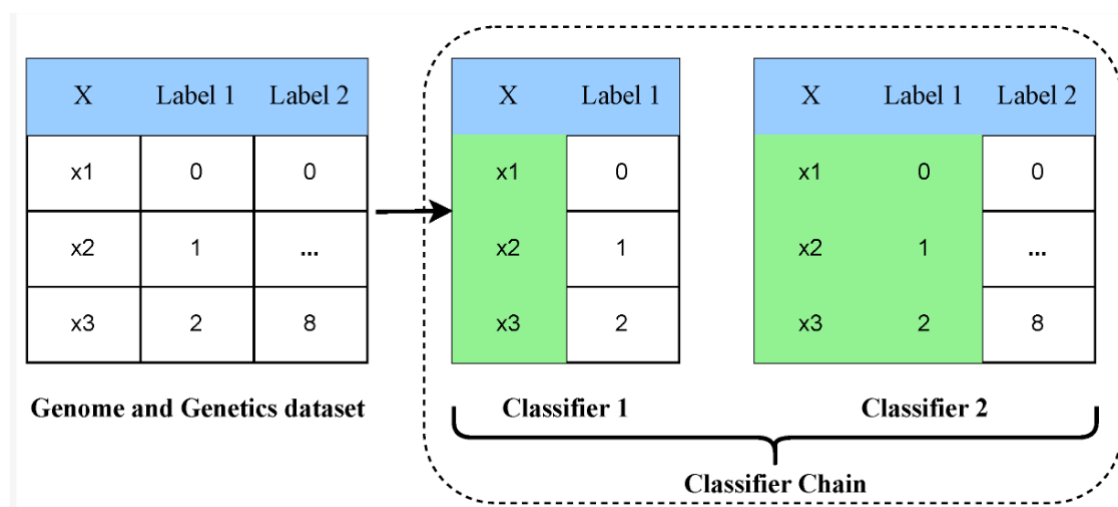 X Label 1 Label 2
x1 0 0
x2 1 ...
x3 2 8
Genome and Genetics dataset
X Label 1
x1 0
x2 1
x3 2
Classifier 1
X Label 1 Label 2
x1 0 0
x2 1 ...
x3 2 8
Classifier 2
Classifier Chain